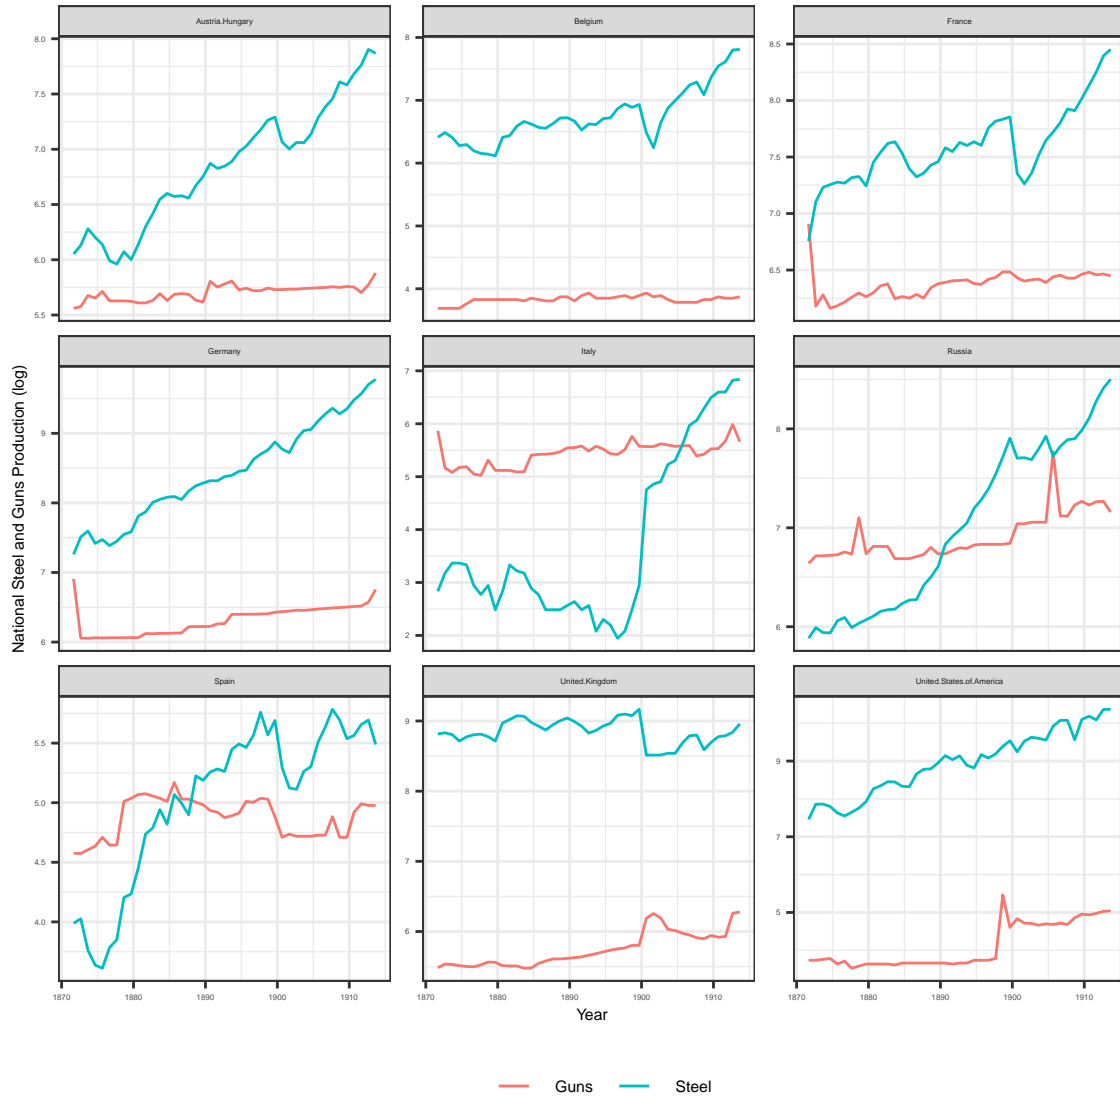 Austria.Hungary
Belgium
France
8.0
7.5
7.0
6.5
6.0
5.5
8
7
6
5
4
8.5
8.0
7.5
7.0
6.5
Germany
Italy
Russia
9
8
7
6
7
6
5
4
3
2
8
7
6
Spain
United.Kingdom
United.States.of.America
5.5
5.0
4.5
4.0
9
8
7
6
9
7
5
1870 1880 1890 1900 1910
1870 1880 1890 1900 1910
1870 1880 1890 1900 1910
Year
National Steel and Guns Production (log)
Guns Steel